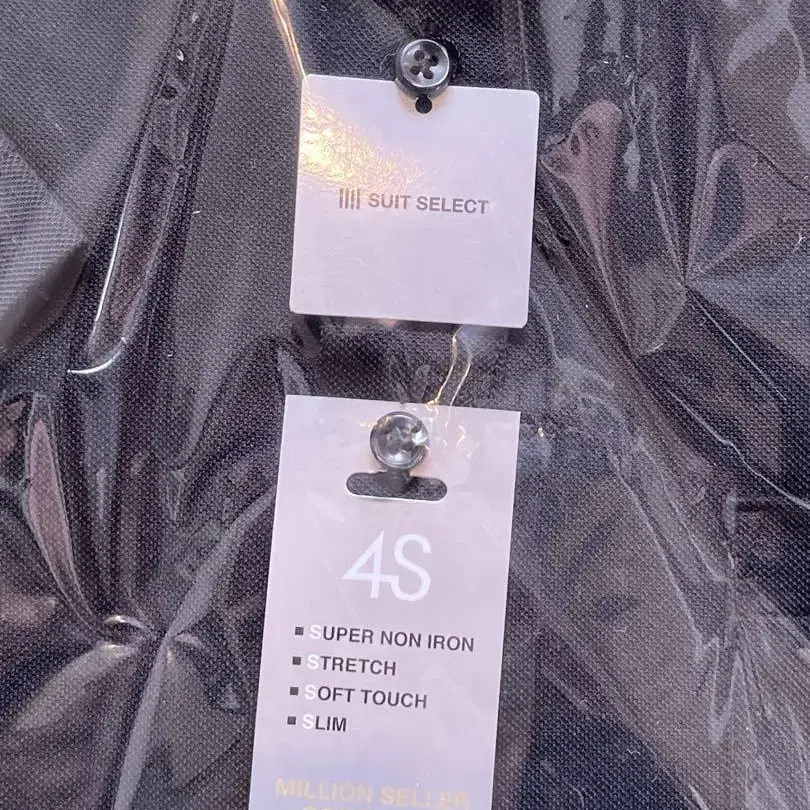 SUIT SELECT
4S
SUPER NON IRON
STRETCH
SOFT TOUCH
SLIM
MILLION SELLER